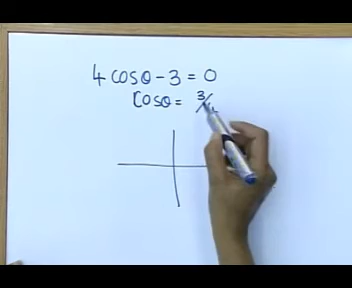 4 cosθ - 3 = 0
cosθ = 3/4